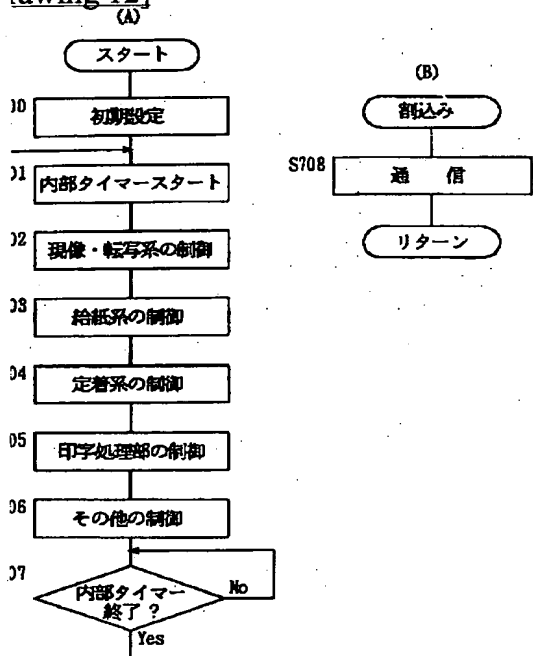 (A)
スタート
初期設定
内部タイマースタート
現像・転写系の制御
給紙系の制御
定着系の制御
印字処理部の制御
その他の制御
内部タイマー
終了？
No
Yes
(B)
割込み
S708
通 信
リターン